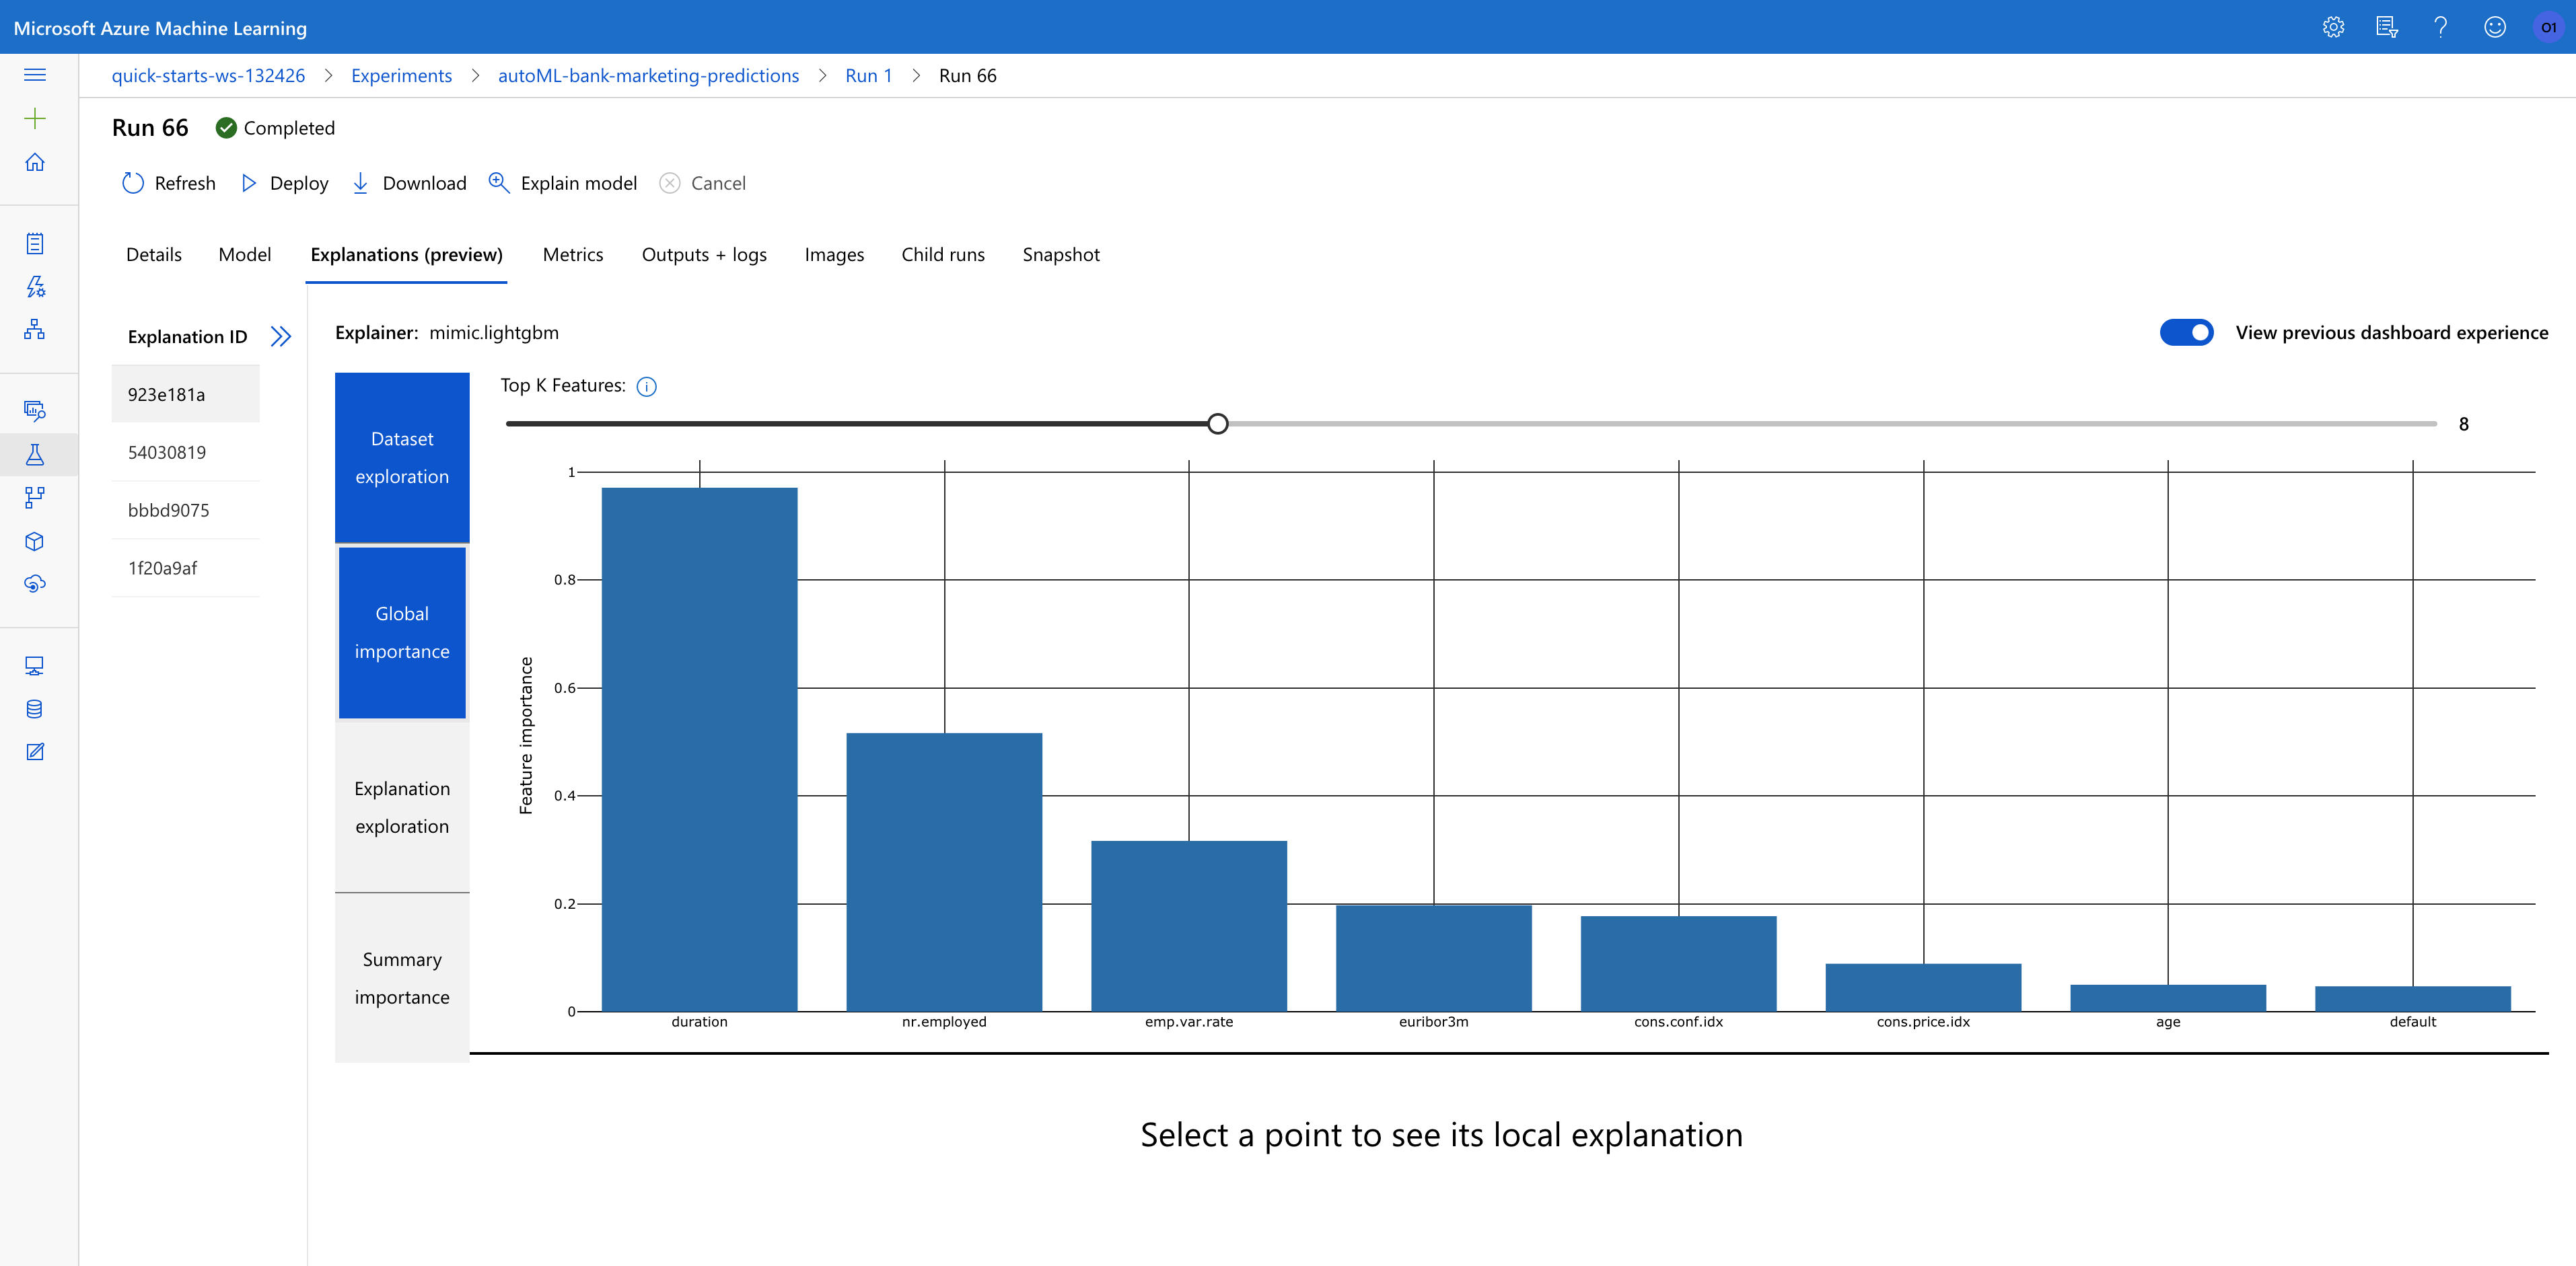 Microsoft Azure Machine Learning
O1
quick-starts-ws-132426 > Experiments > autoML-bank-marketing-predictions > Run 1 > Run 66
Run 66 Completed
Refresh Deploy Download Explain model Cancel
Details Model Explanations (preview) Metrics Outputs + logs Images Child runs Snapshot
Explanation ID
923e181a
54030819
bbbd9075
1f20a9af
Explainer: mimic.lightgbm
View previous dashboard experience
Dataset
exploration
Global
importance
Explanation
exploration
Summary
importance
Top K Features:
8
Feature importance
1
0.8
0.6
0.4
0.2
0
duration nr.employed emp.var.rate euribor3m cons.conf.idx cons.price.idx age default
Select a point to see its local explanation